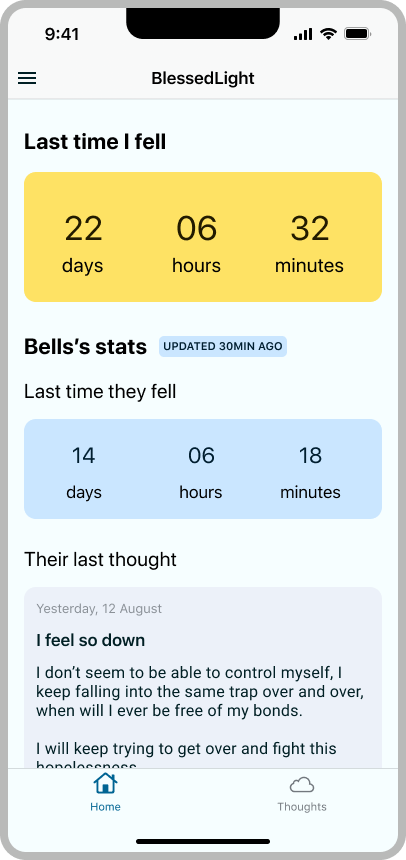 9:41
BlessedLight
Last time I fell
22 06 32
days hours minutes
Bells’s stats UPDATED 30MIN AGO
Last time they fell
14 06 18
days hours minutes
Their last thought
Yesterday, 12 August
I feel so down
I don’t seem to be able to control myself, I
keep falling into the same trap over and over,
when will I ever be free of my bonds.
I will keep trying to get over and fight this
hopelessness
Home Thoughts